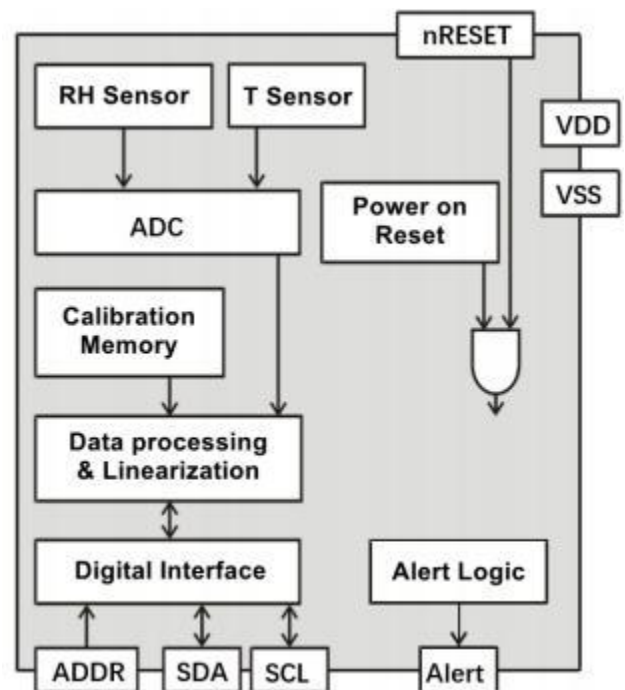 nRESET
RH Sensor
T Sensor
VDD
VSS
ADC
Power on
Reset
Calibration
Memory
Data processing
& Linearization
Digital Interface
Alert Logic
ADDR
SDA
SCL
Alert